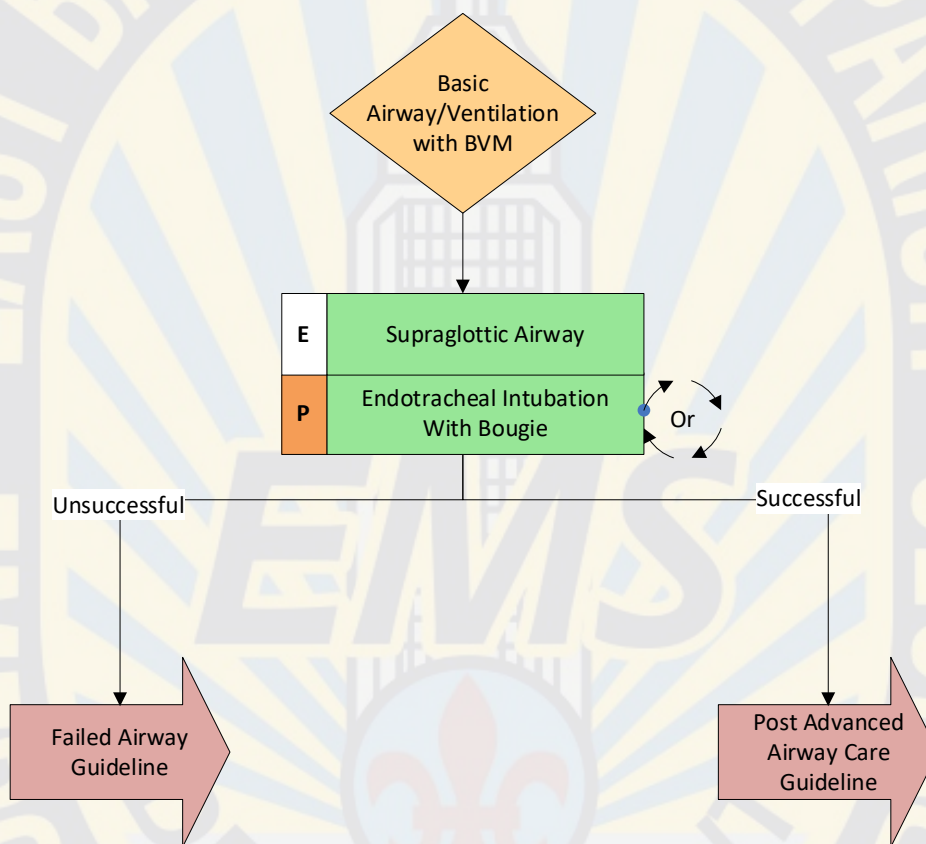 Basic
Airway/Ventilation
with BVM
E
Supraglottic Airway
P
Endotracheal Intubation
With Bougie
Or
Unsuccessful
Successful
EMS
Failed Airway
Guideline
Post Advanced
Airway Care
Guideline